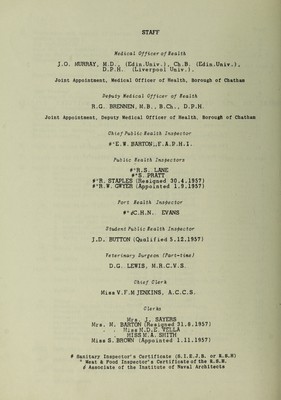 STAFF
Medical Officer of Health
J.O. MURRAY, M.D., (Edin.Univ.), Ch.B. (Edin.Univ.),
D.P.H. (Liverpool Univ.).
Joint Appointment, Medical Officer of Health, Borough of Chatham
Deputy Medical Officer of Health
R.G. BRENNEN, M.B., B.Ch., D.P.H.
Joint Appointment, Deputy Medical Officer of Health, Borough of Chatham
Chief Public Health Inspector
#*E.W. BARTON, F.A.P.H.I.
Public Health Inspectors
#*R.S. LANE
#*S. PRATT
#*R. STAPLES (Resigned 30.4.1957)
#*R.W. GWYER (Appointed 1.9.1957)
Port Health Inspector
#*¢C.H.N. EVANS
Student Public Health Inspector
J.D. BUTTON (Qualified 5.12.1957)
Veterinary Surgeon (Part-time)
D.G. LEWIS, M.R.C.V.S.
Chief Clerk
Miss V.F.M JENKINS, A.C.C.S.
Clerks
Mrs. I. SAYERS
Mrs. M. BARTON (Resigned 31.8.1957)
Miss M.D.E. VELLA
MISS M.A. SMITH
Miss S. BROWN (Appointed 1.11.1957)
# Sanitary Inspector's Certificate (S.I.E.J.B. or R.S.H)
* Meat & Food Inspector's Certificate of the R.S.H.
¢ Associate of the Institute of Naval Architects